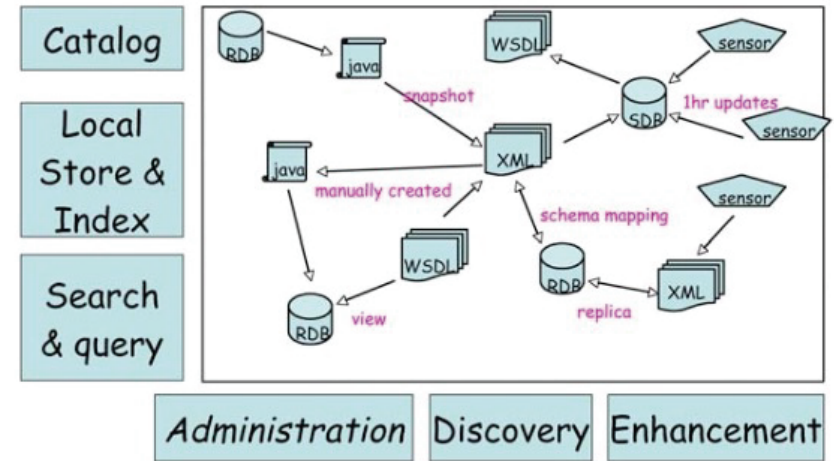 Catalog
Local
Store &
Index
Search
& query
RDB
java
snapshot
WSDL
sensor
SDB
1hr updates
sensor
java
manually created
XML
sensor
schema mapping
WSDL
RDB
XML
replica
RDB
view
Administration
Discovery
Enhancement